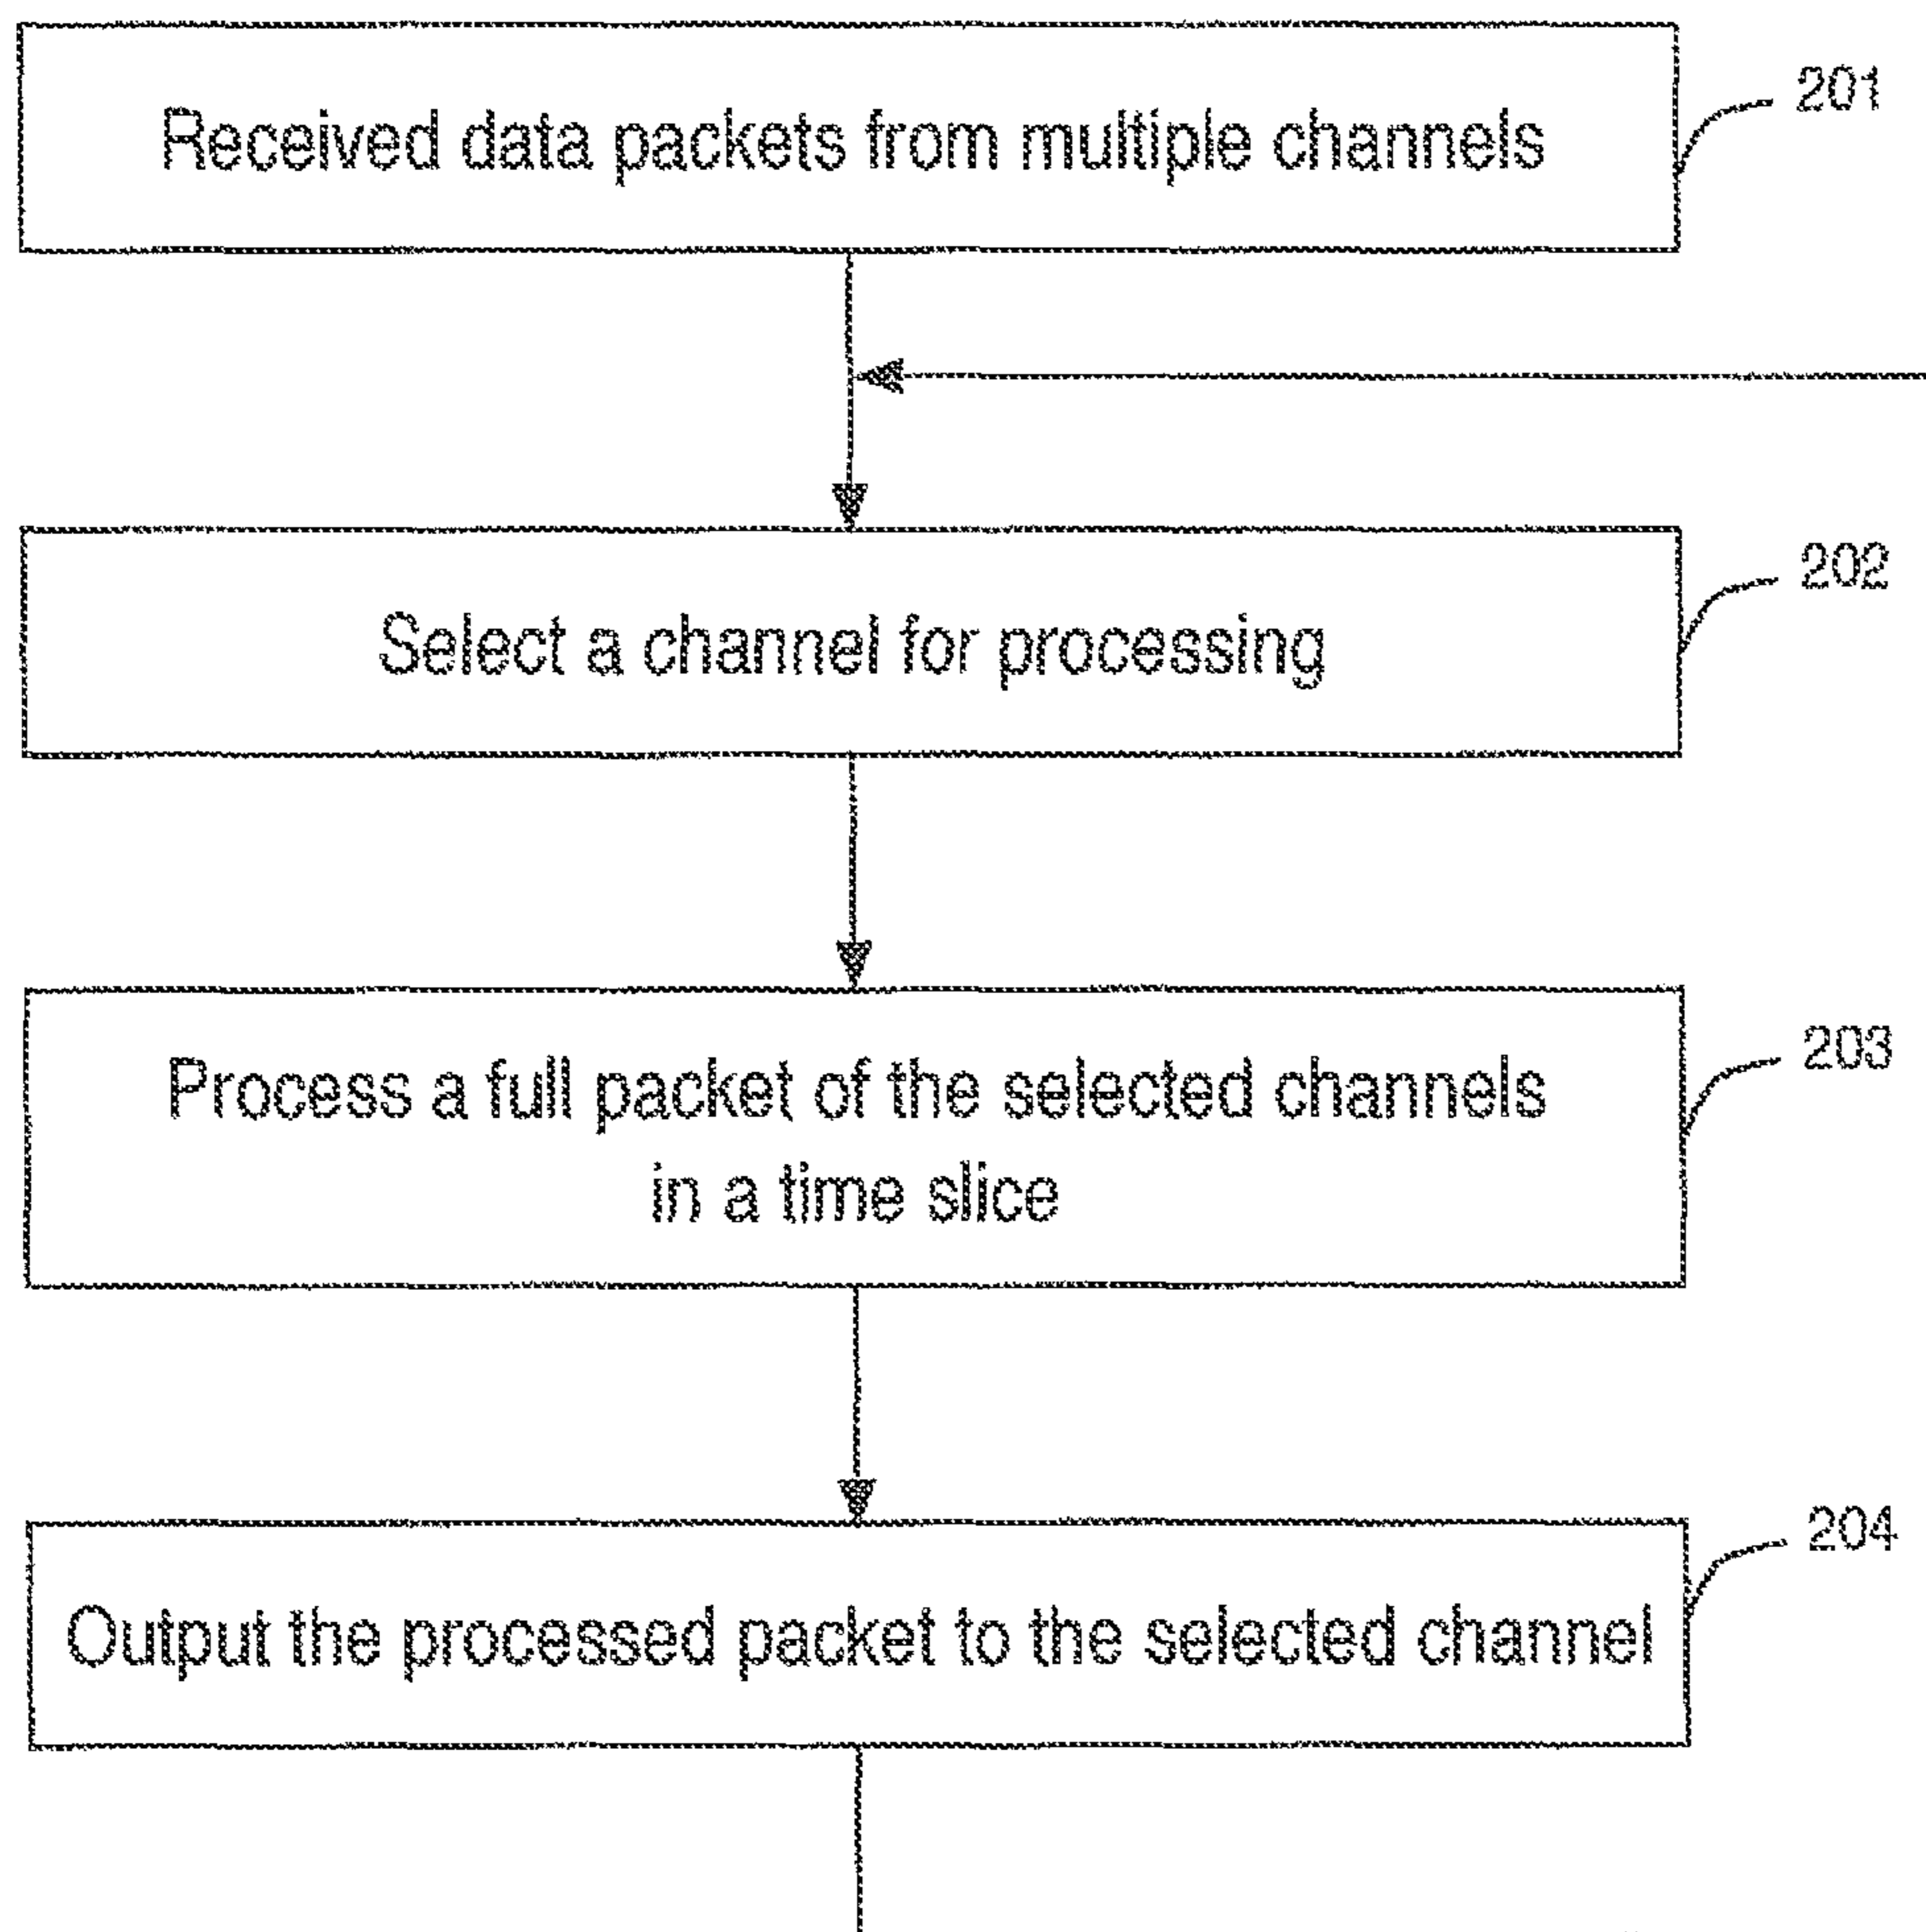 Received data packets from multiple channels
201
Select a channel for processing
202
Process a full packet of the selected channels
in a time slice
203
Output the processed packet to the selected channel
204